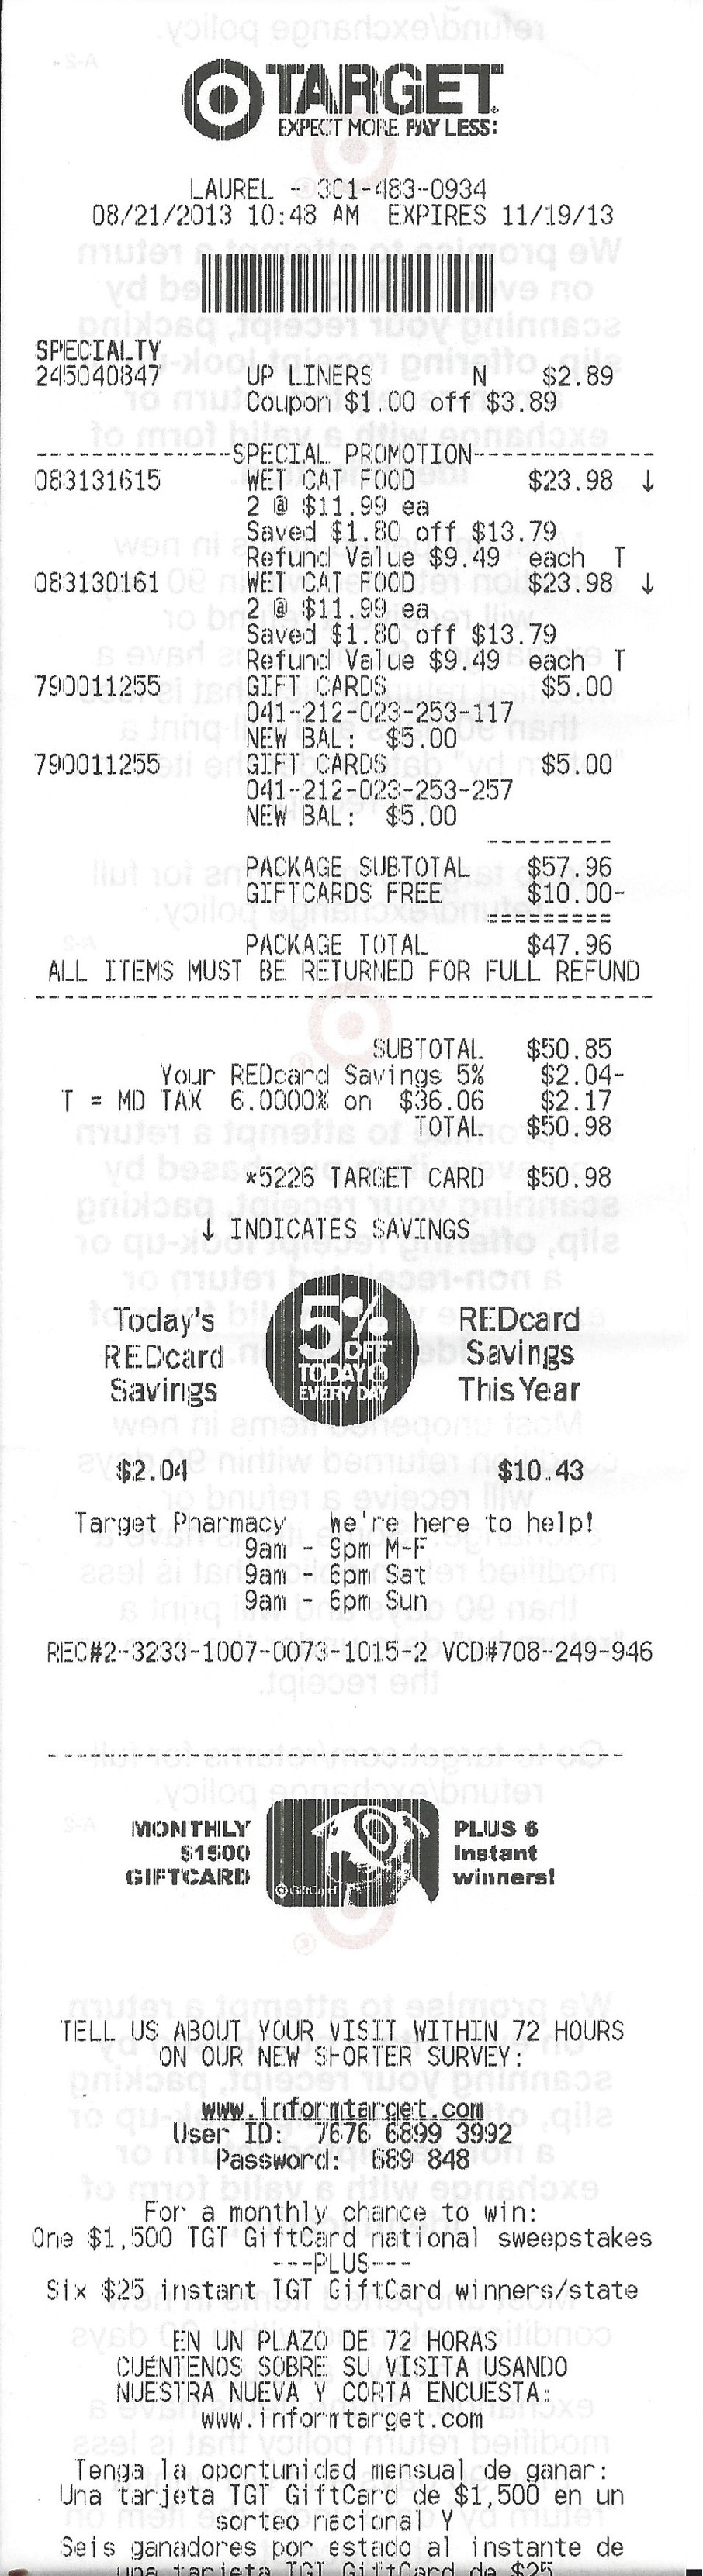 TARGET
EXPECT MORE. PAY LESS.
LAUREL - 301-483-0934
08/21/2013 10:48 AM EXPIRES 11/19/13
SPECIALTY
245040847 UP LINERS N $2.89
Coupon $1.00 off $3.89
--------------SPECIAL PROMOTION-------------
083131615 WET CAT FOOD $23.98 ↓
2 @ $11.99 ea
Saved $1.80 off $13.79
Refund Value $9.49 each T
083130161 WET CAT FOOD $23.98 ↓
2 @ $11.99 ea
Saved $1.80 off $13.79
Refund Value $9.49 each T
790011255 GIFT CARDS $5.00
041-212-023-253-117
NEW BAL: $5.00
790011255 GIFT CARDS $5.00
041-212-023-253-257
NEW BAL: $5.00
PACKAGE SUBTOTAL $57.96
GIFTCARDS FREE $10.00-
PACKAGE TOTAL $47.96
ALL ITEMS MUST BE RETURNED FOR FULL REFUND
SUBTOTAL $50.85
Your REDcard Savings 5% $2.04-
T = MD TAX 6.0000% on $36.06 $2.17
TOTAL $50.98
*5226 TARGET CARD $50.98
↓ INDICATES SAVINGS
Today's REDcard Savings
5% OFF TODAY & EVERY DAY
REDcard Savings This Year
$2.04 $10.43
Target Pharmacy We're here to help!
9am - 9pm M-F
9am - 6pm Sat
9am - 6pm Sun
REC#2-3233-1007-0073-1015-2 VCD#708-249-946
MONTHLY $1500 GIFTCARD
GiftCard
PLUS 6 Instant winners!
TELL US ABOUT YOUR VISIT WITHIN 72 HOURS
ON OUR NEW SHORTER SURVEY:
www.informtarget.com
User ID: 7676 6899 3992
Password: 689 848
For a monthly chance to win:
One $1,500 TGT GiftCard national sweepstakes
---PLUS---
Six $25 instant TGT GiftCard winners/state
EN UN PLAZO DE 72 HORAS
CUÉNTENOS SOBRE SU VISITA USANDO
NUESTRA NUEVA Y CORTA ENCUESTA:
www.informtarget.com
Tenga la oportunidad mensual de ganar:
Una tarjeta TGT GiftCard de $1,500 en un
sorteo nacional Y
Seis ganadores por estado al instante de
una tarjeta TGT GiftCard de $25